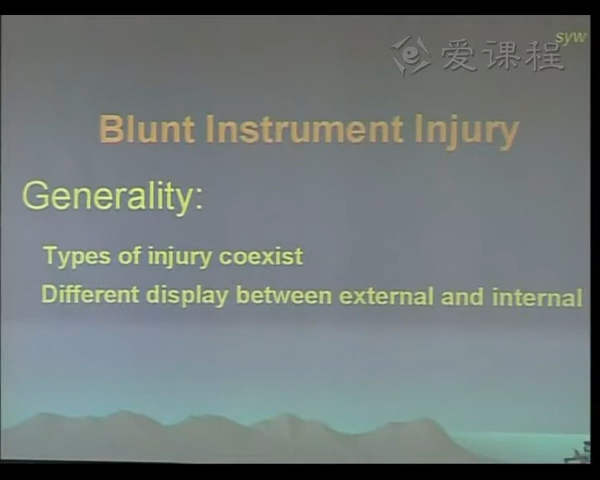 syw
爱课程
Blunt Instrument Injury
Generality:
Types of injury coexist
Different display between external and internal